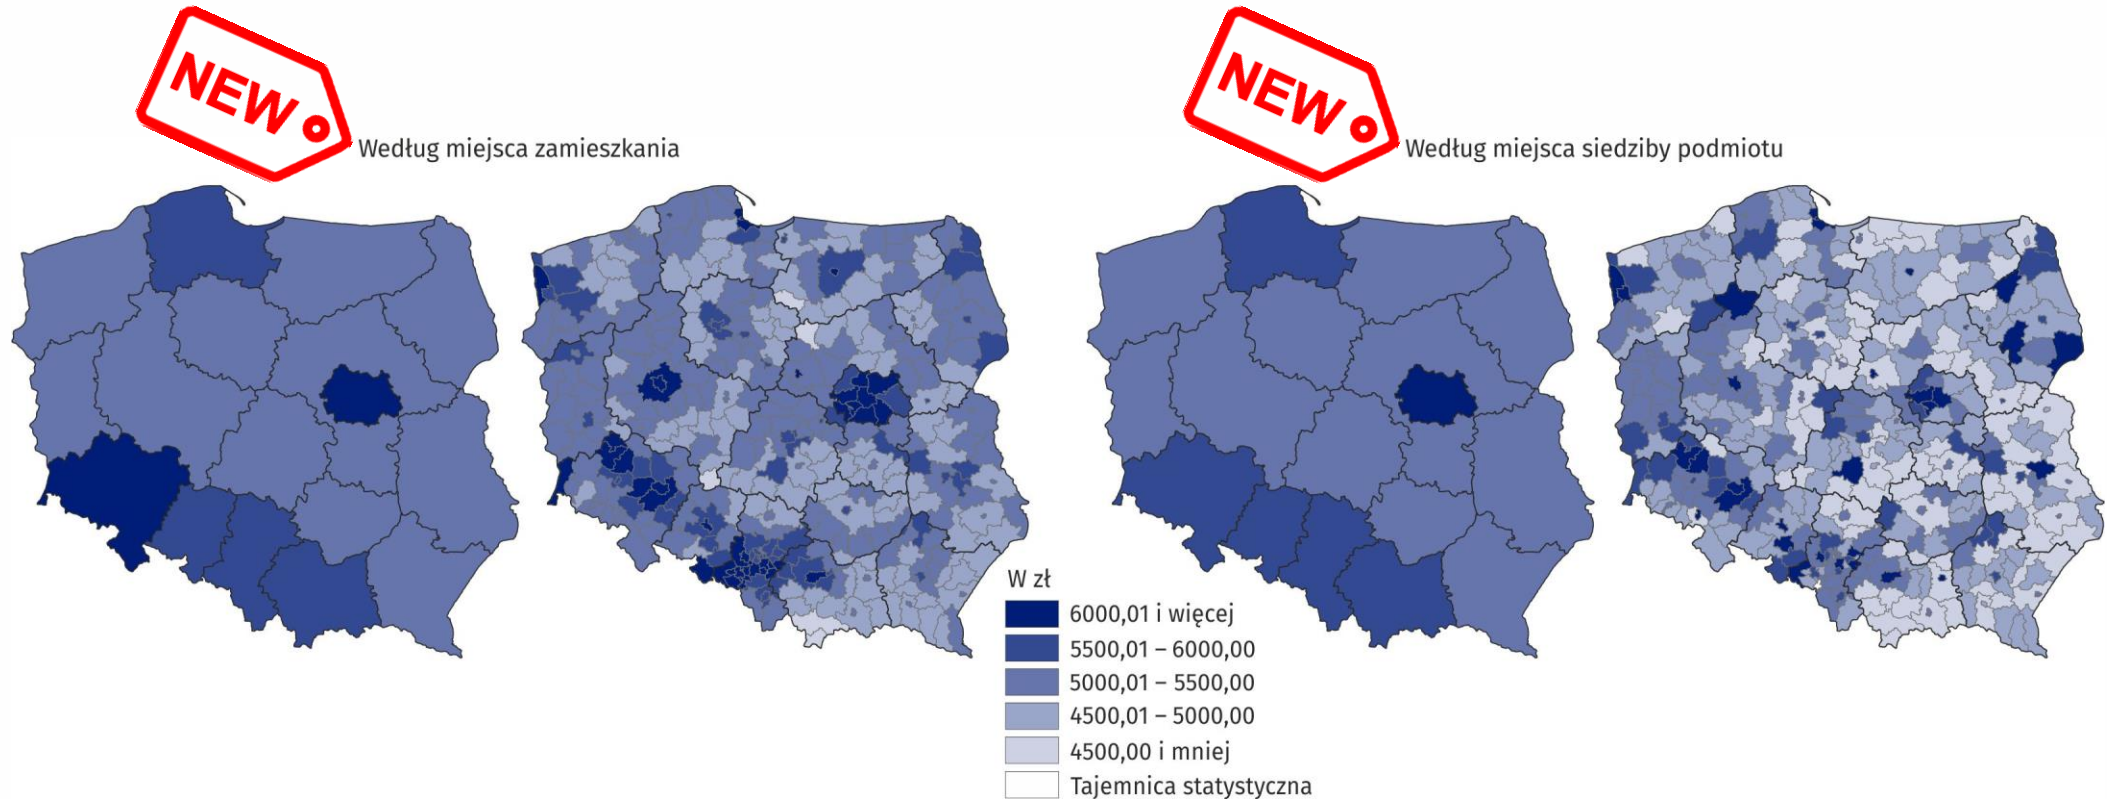 NEW
Według miejsca zamieszkania
NEW
Według miejsca siedziby podmiotu
W zł
6000,01 i więcej
5500,01 – 6000,00
5000,01 – 5500,00
4500,01 – 5000,00
4500,00 i mniej
Tajemnica statystyczna